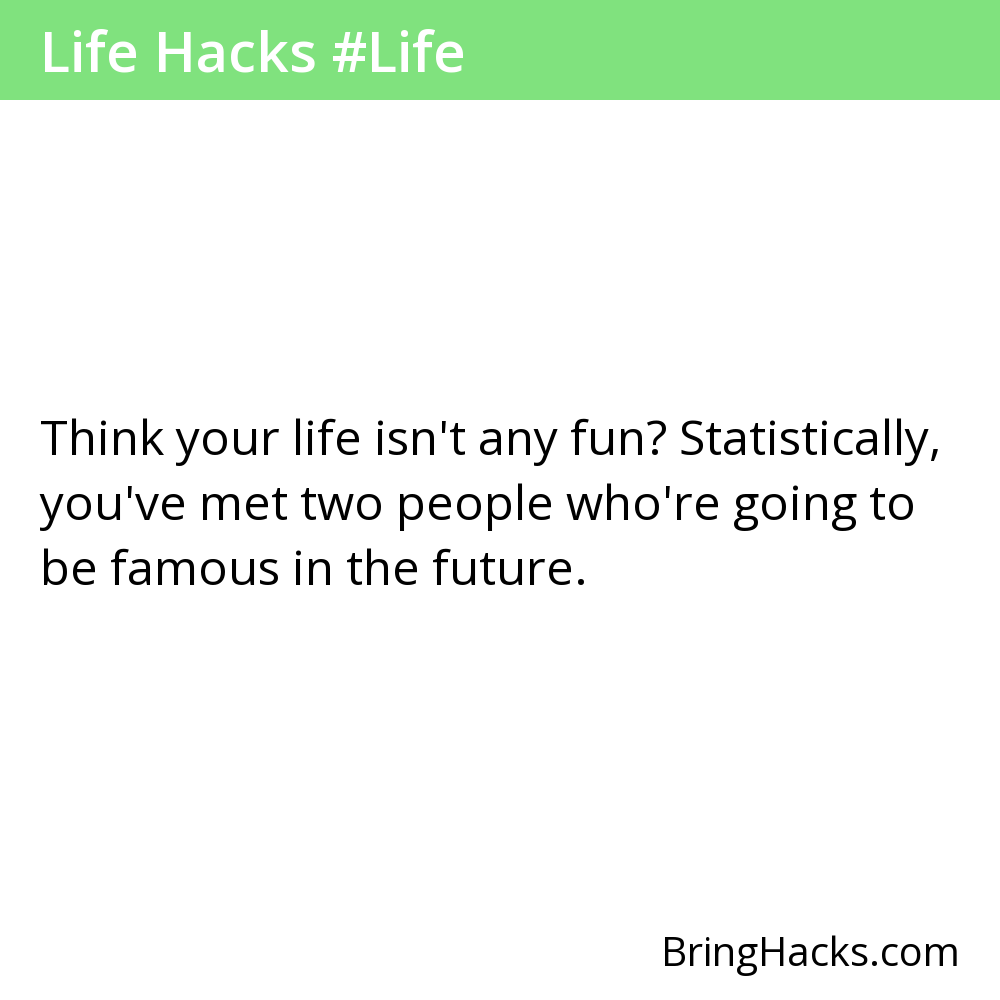 Life Hacks #Life
Think your life isn't any fun? Statistically,
you've met two people who're going to
be famous in the future.
BringHacks.com